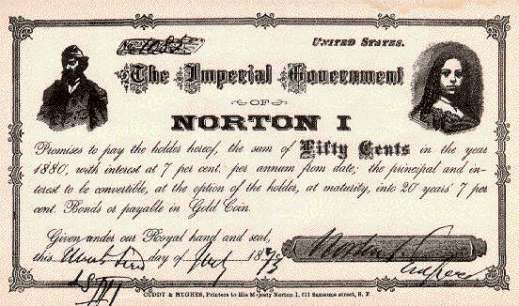 UNITED STATES.
The Imperial Government
OF
NORTON I
Promises to pay the holder hereof, the sum of Fifty Cents in the year
1880, with interest at 7 per cent. per annum from date; the principal and in-
terest to be convertible, at the option of the holder, at maturity, into 20 years' 7 per
cent. Bonds or payable in Gold Coin.
Given under our Royal hand and seal,
this day of 187
Norton I
Emperor
CUDDY & HUGHES, Printers to His Majesty Norton I, 511 Sansome street, S. F.